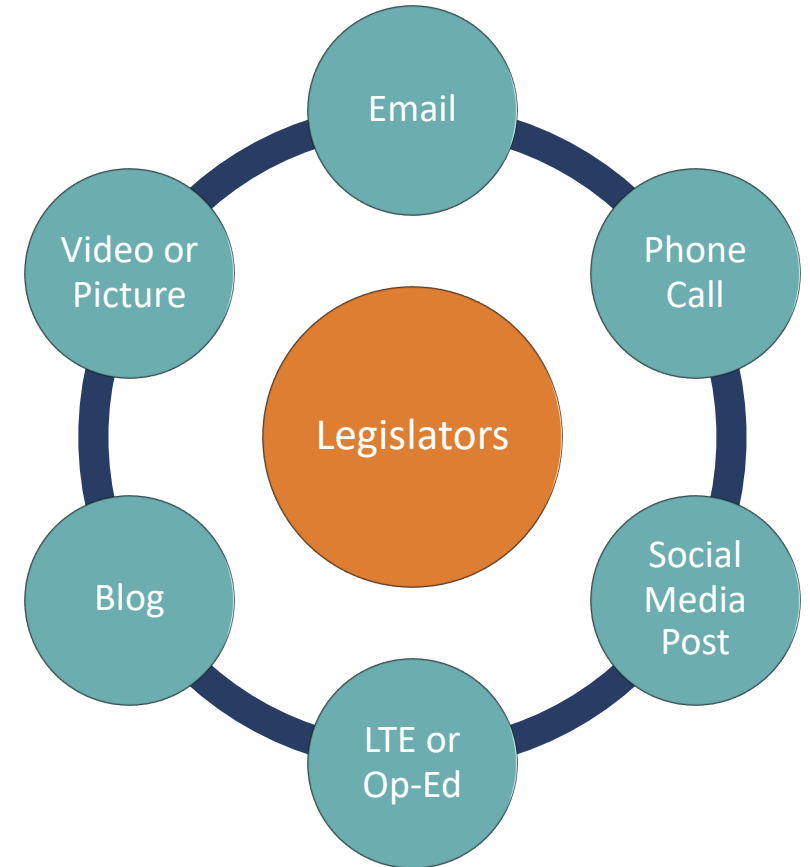 Email
Phone
Call
Social
Media
Post
LTE or
Op-Ed
Blog
Video or
Picture
Legislators